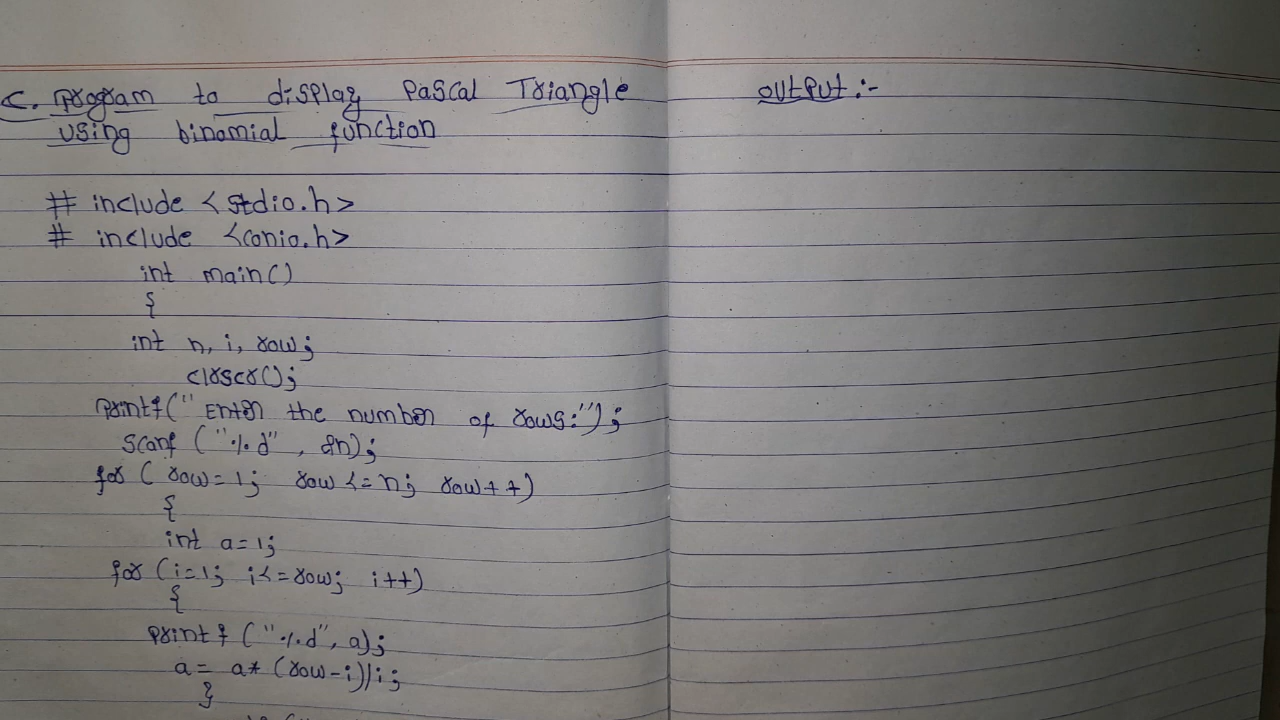 C. program to display Pascal Triangle
using binamial function
# include <stdio.h>
# include <conio.h>
int main()
{
int n, i, row;
clrscr();
printf(" Enter the number of rows:");
scanf ("%d", &n);
for ( row=1; row <= n; row++)
{
int a=1;
for (i=1; i<=row; i++)
{
printf ("%d", a);
a= a* (row-i)/i;
}
output :-